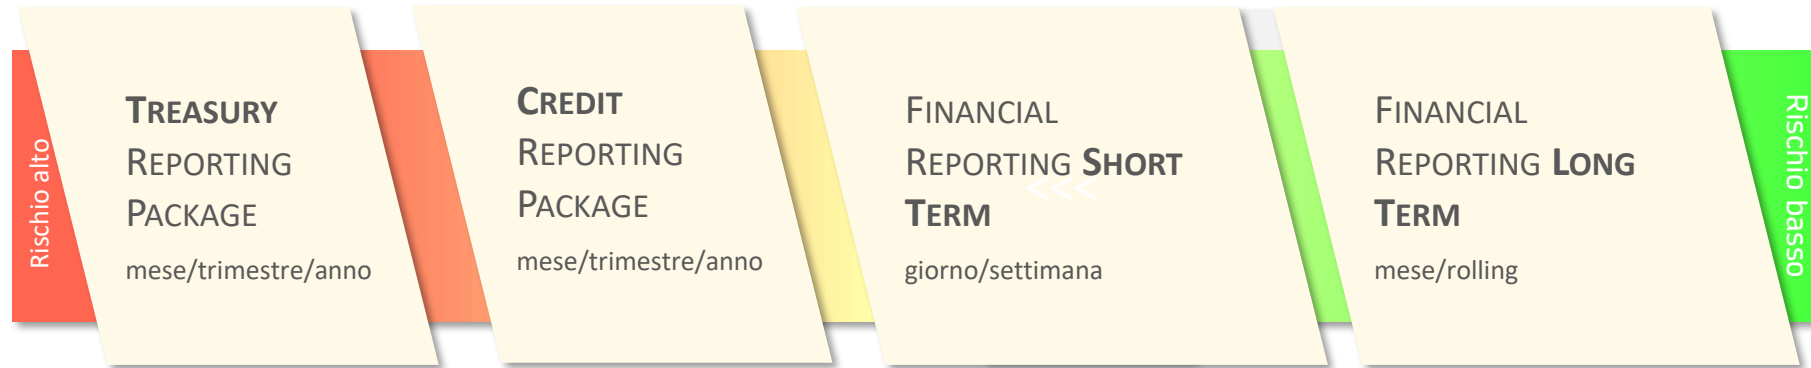 Rischio alto
TREASURY
REPORTING
PACKAGE
mese/trimestre/anno
CREDIT
REPORTING
PACKAGE
mese/trimestre/anno
FINANCIAL
REPORTING SHORT
TERM
<<<
giorno/settimana
FINANCIAL
REPORTING LONG
TERM
mese/rolling
Rischio basso